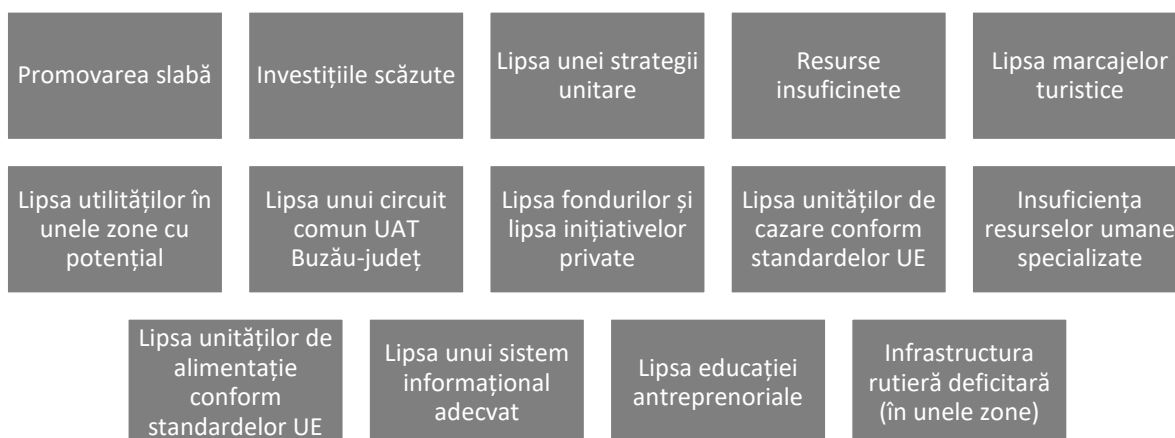 Promovarea slabă
Investițiile scăzute
Lipsa unei strategii
unitare
Resurse
insuficinete
Lipsa marcajelor
turistice
Lipsa utilităților în
unele zone cu
potențial
Lipsa unui circuit
comun UAT
Buzău-județ
Lipsa fondurilor și
lipsa inițiativelor
private
Lipsa unităților de
cazare conform
standardelor UE
Insuficiența
resurselor umane
specializate
Lipsa unităților de
alimentație
conform
standardelor UE
Lipsa unui sistem
informațional
adecvat
Lipsa educației
antreprenoriale
Infrastructura
rutieră deficitară
(în unele zone)